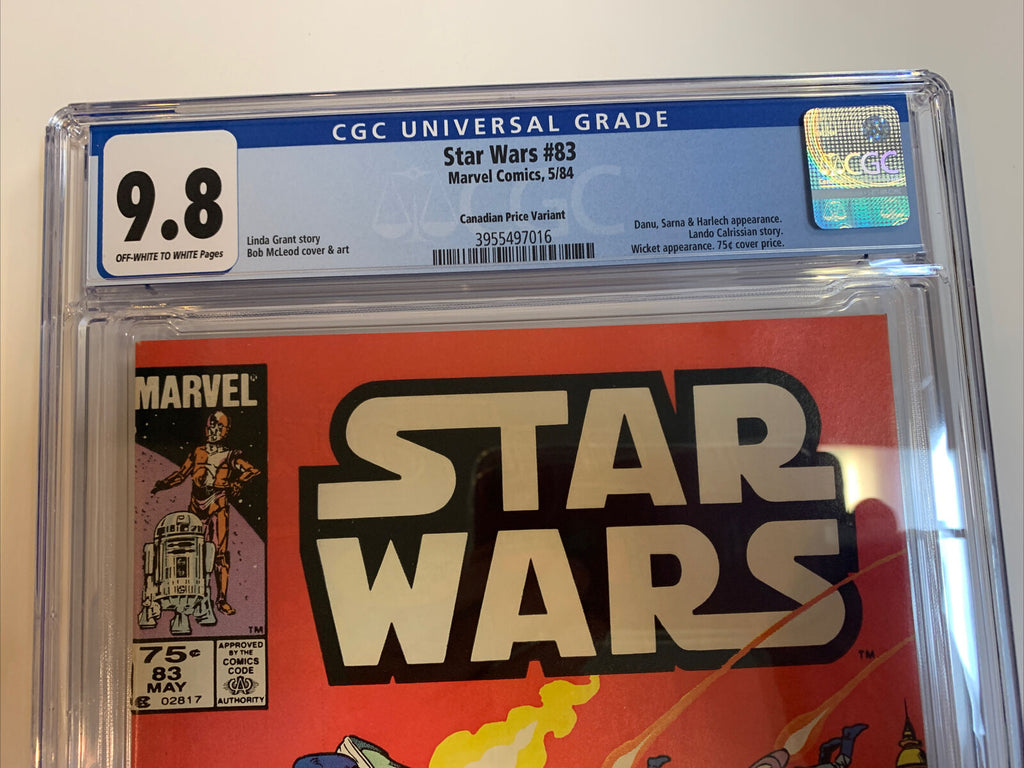 CGC UNIVERSAL GRADE
9.8
OFF-WHITE TO WHITE Pages
Star Wars #83
Marvel Comics, 5/84
Canadian Price Variant
3955497016
Linda Grant story
Bob McLeod cover & art
Danu, Sarna & Harlech appearance.
Lando Calrissian story.
Wicket appearance. 75¢ cover price.
CGC
CGC
MARVEL
STAR
WARS
TM
TM
75¢
83
MAY
02817
APPROVED
BY THE
COMICS
CODE
AUTHORITY